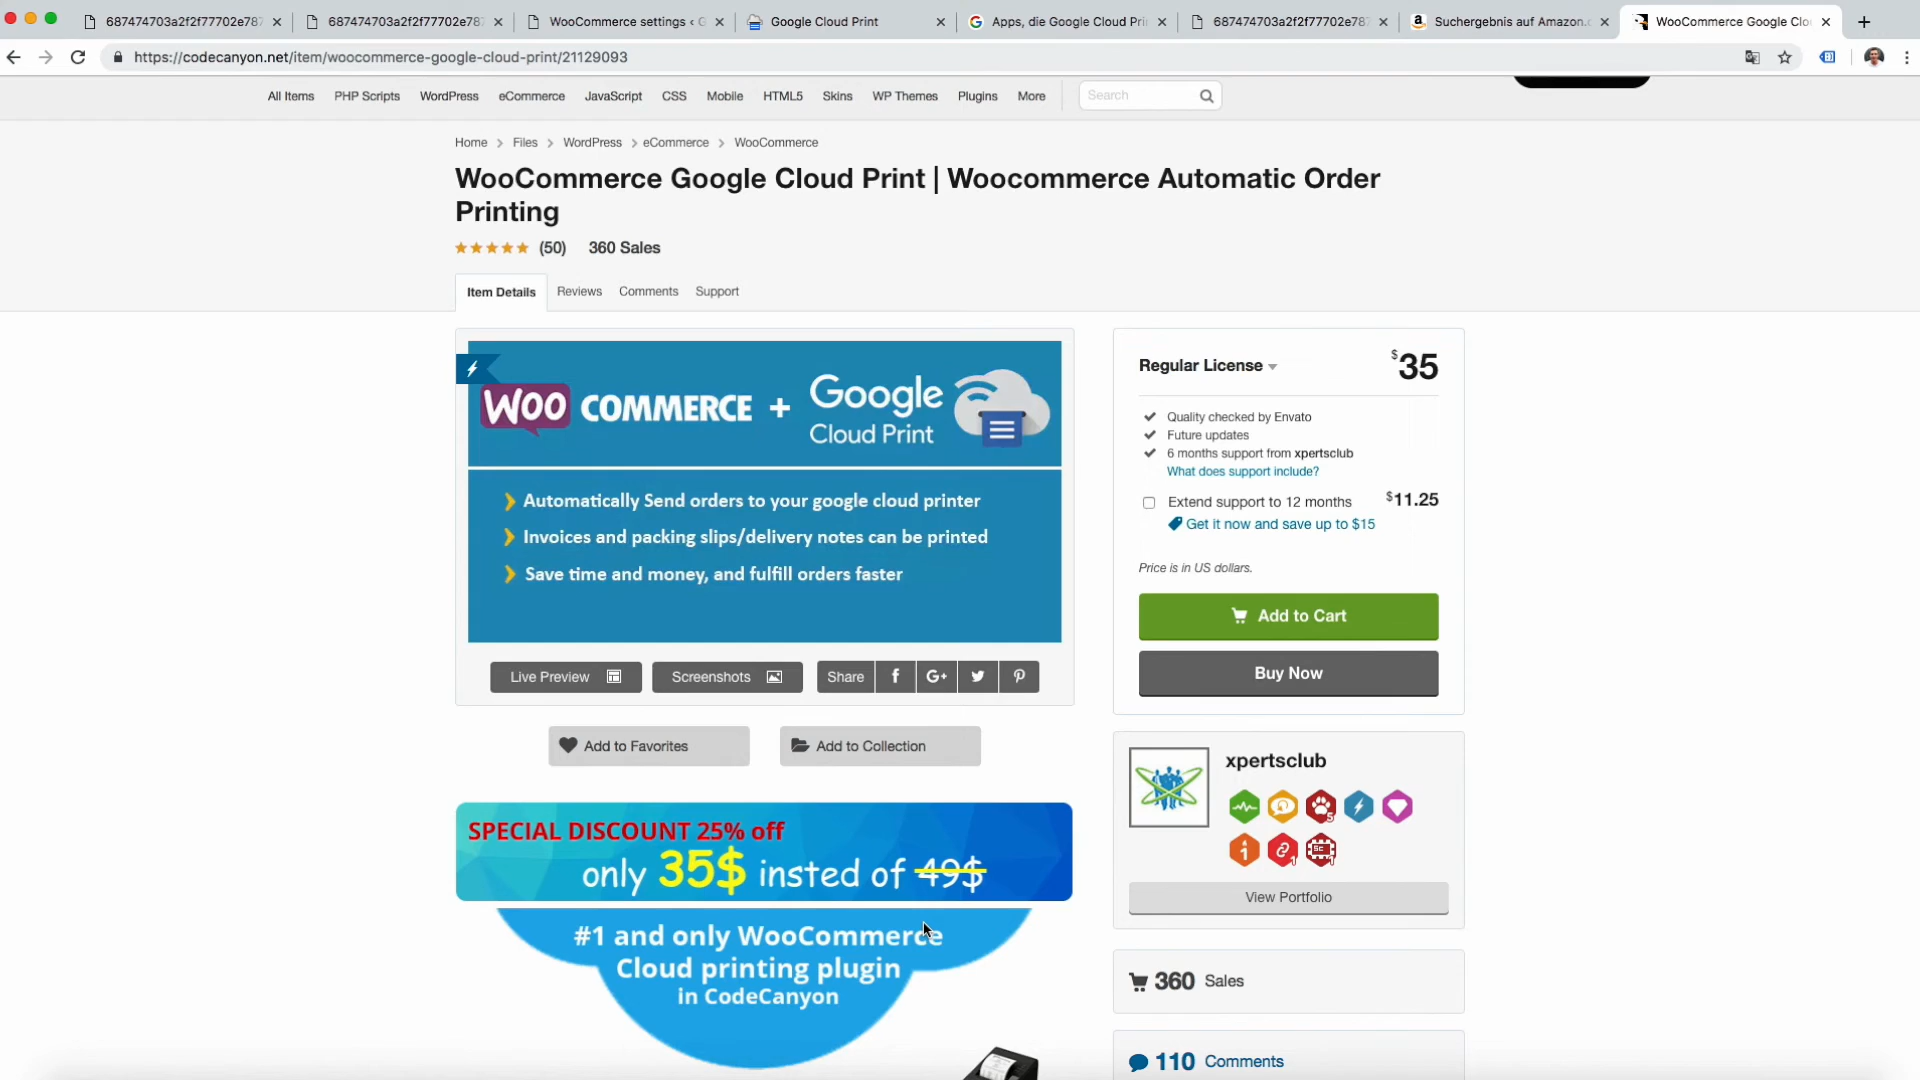 687474703a2f2f77702e787
687474703a2f2f77702e787
WooCommerce settings ‹ G
Google Cloud Print
Apps, die Google Cloud Pri
687474703a2f2f77702e787
Suchergebnis auf Amazon.
WooCommerce Google Clo
https://codecanyon.net/item/woocommerce-google-cloud-print/21129093
All Items
PHP Scripts
WordPress
eCommerce
JavaScript
CSS
Mobile
HTML5
Skins
WP Themes
Plugins
More
Search
Home > Files > WordPress > eCommerce > WooCommerce
WooCommerce Google Cloud Print | Woocommerce Automatic Order
Printing
(50) 360 Sales
Item Details
Reviews
Comments
Support
WOO COMMERCE + Google
Cloud Print
Automatically Send orders to your google cloud printer
Invoices and packing slips/delivery notes can be printed
Save time and money, and fulfill orders faster
Live Preview
Screenshots
Share
Add to Favorites
Add to Collection
SPECIAL DISCOUNT 25% off
only 35$ insted of 49$
#1 and only WooCommerce
Cloud printing plugin
in CodeCanyon
Regular License
$35
Quality checked by Envato
Future updates
6 months support from xpertsclub
What does support include?
Extend support to 12 months $11.25
Get it now and save up to $15
Price is in US dollars.
Add to Cart
Buy Now
xpertsclub
View Portfolio
360 Sales
110 Comments